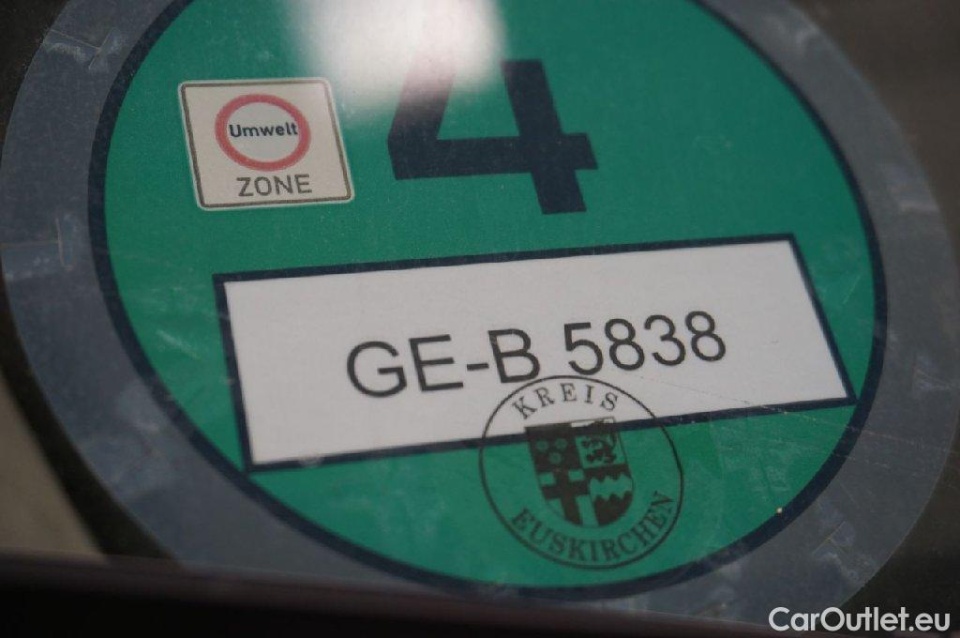 4
Umwelt
ZONE
GE-B 5838
KREIS
EUSKIRCHEN
CarOutlet.eu